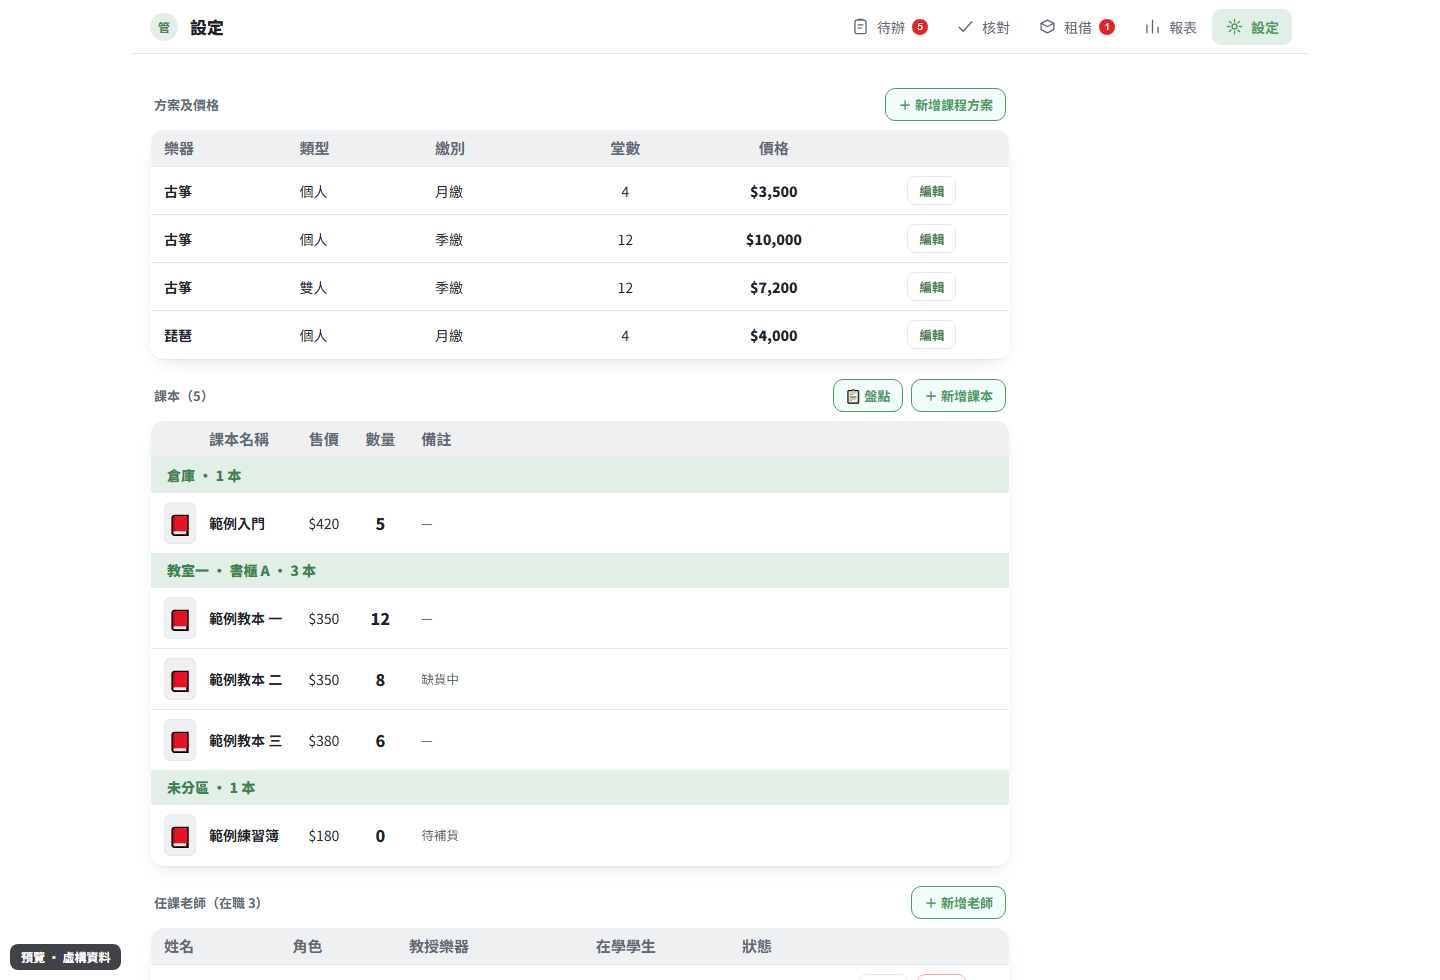 管 設定 待辦 5 核對 租借 1 報表 設定
方案及價格 ＋ 新增課程方案
樂器 類型 繳別 堂數 價格
古箏 個人 月繳 4 $3,500 編輯
古箏 個人 季繳 12 $10,000 編輯
古箏 雙人 季繳 12 $7,200 編輯
琵琶 個人 月繳 4 $4,000 編輯
課本（5） 盤點 ＋ 新增課本
課本名稱 售價 數量 備註
倉庫 • 1 本
範例入門 $420 5 —
教室一 • 書櫃 A • 3 本
範例教本 一 $350 12 —
範例教本 二 $350 8 缺貨中
範例教本 三 $380 6 —
未分區 • 1 本
範例練習簿 $180 0 待補貨
任課老師（在職 3） ＋ 新增老師
姓名 角色 教授樂器 在學學生 狀態
預覽 • 虛構資料